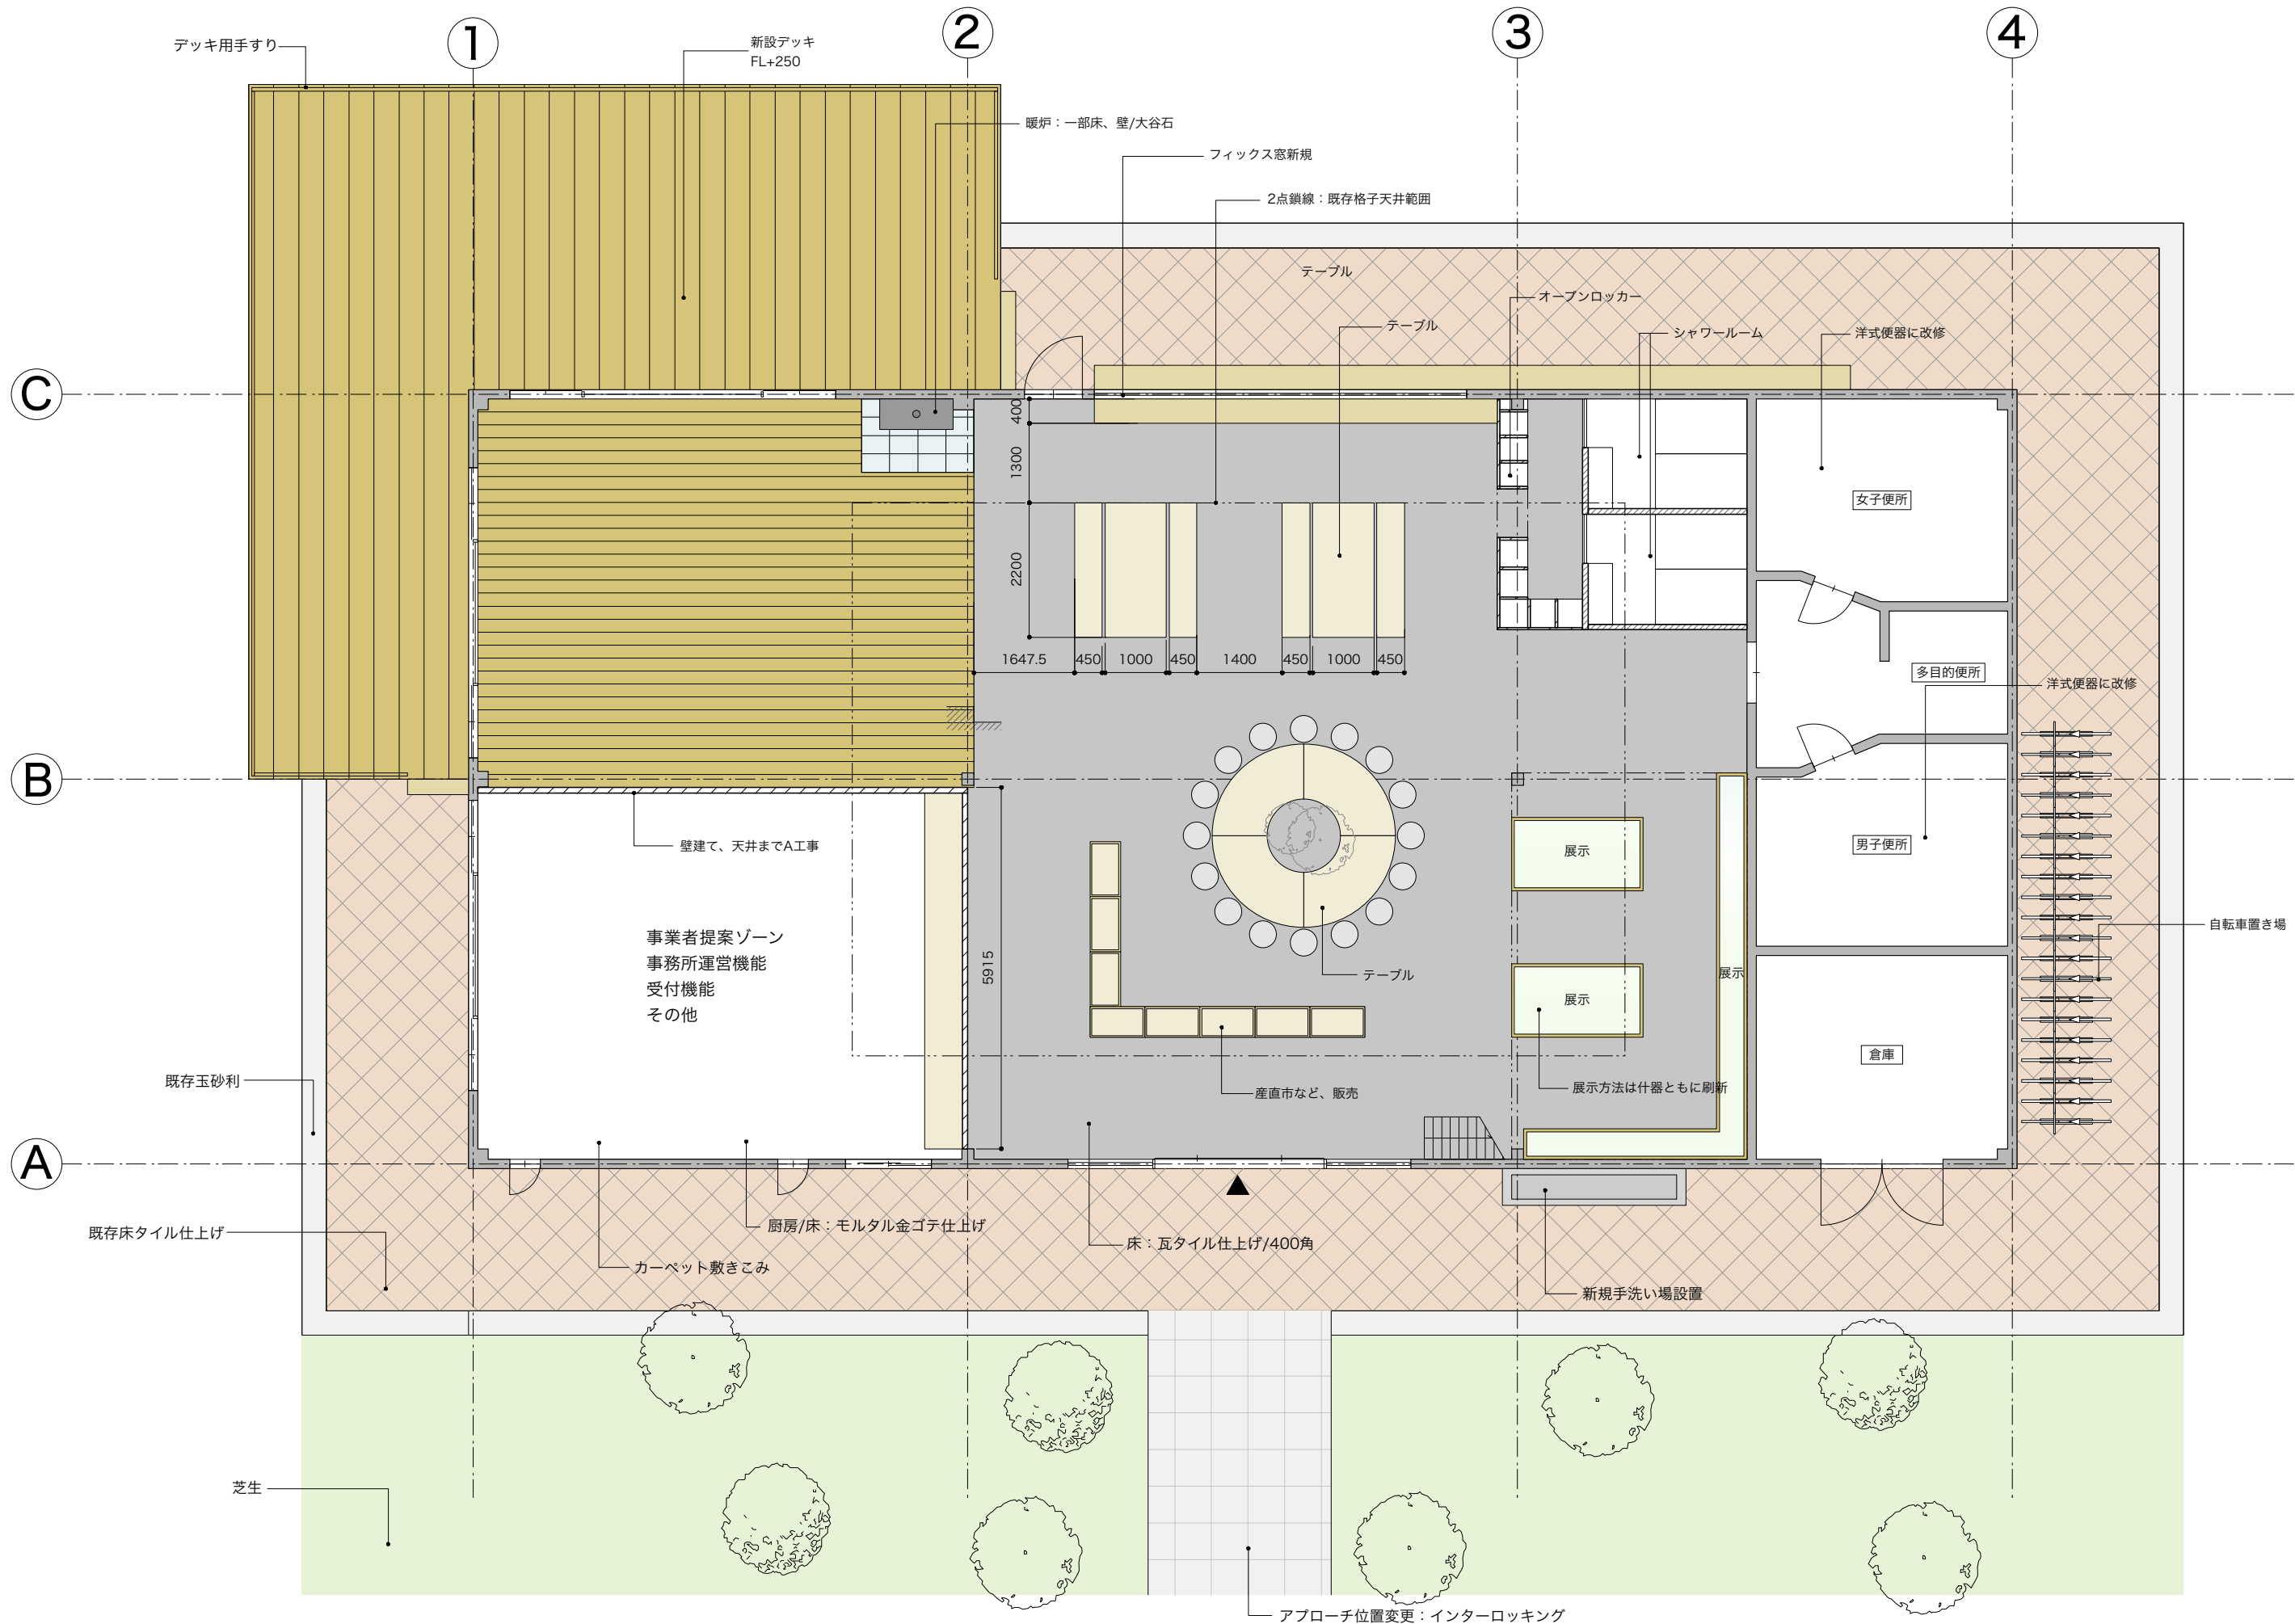 1
2
3
4
デッキ用手すり
新設デッキ
FL+250
暖炉：一部床、壁/大谷石
フィックス窓新規
2点鎖線：既存格子天井範囲
テーブル
オープンロッカー
テーブル
シャワールーム
洋式便器に改修
C
400
1300
2200
女子便所
1647.5
450
1000
450
1400
450
1000
450
多目的便所
洋式便器に改修
B
壁建て、天井までA工事
展示
男子便所
事業者提案ゾーン
事務所運営機能
受付機能
その他
5915
テーブル
展示
展示
自転車置き場
倉庫
既存玉砂利
産直市など、販売
展示方法は什器ともに刷新
A
既存床タイル仕上げ
厨房/床：モルタル金ゴテ仕上げ
カーペット敷きこみ
床：瓦タイル仕上げ/400角
新規手洗い場設置
芝生
アプローチ位置変更：インターロッキング